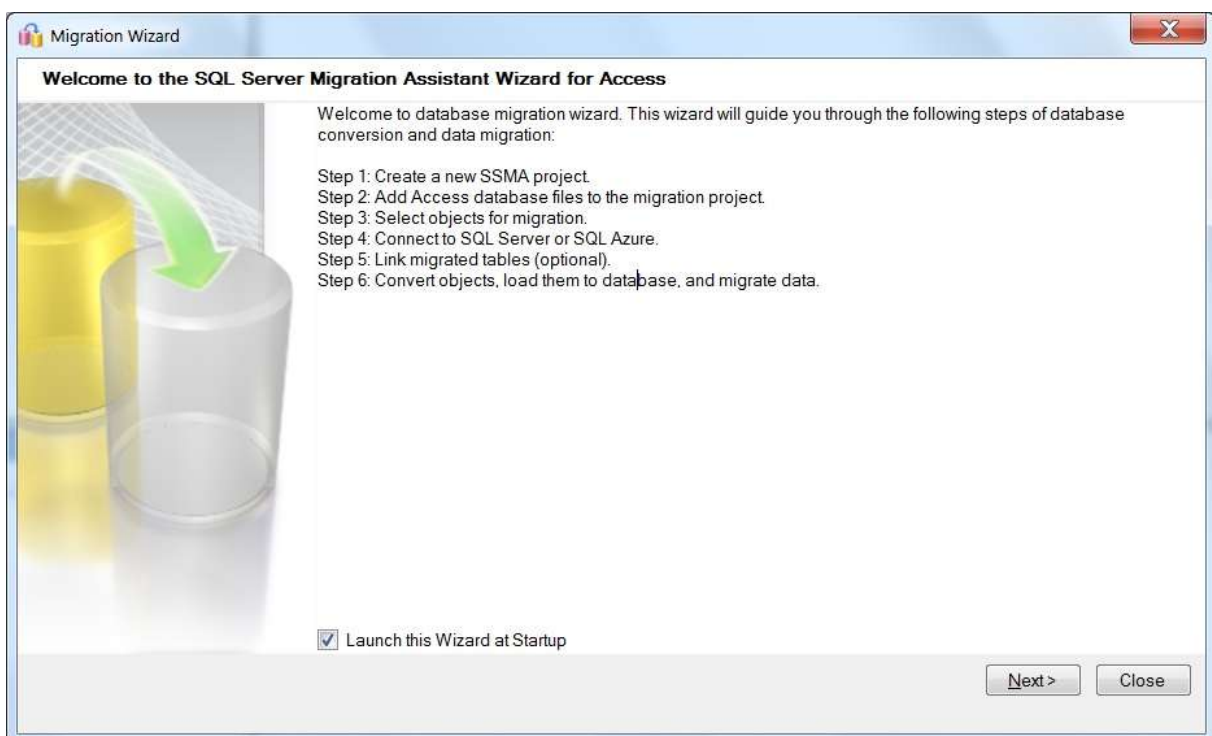 Migration Wizard
Welcome to the SQL Server Migration Assistant Wizard for Access
Welcome to database migration wizard. This wizard will guide you through the following steps of database
conversion and data migration:
Step 1: Create a new SSMA project.
Step 2: Add Access database files to the migration project.
Step 3: Select objects for migration.
Step 4: Connect to SQL Server or SQL Azure.
Step 5: Link migrated tables (optional).
Step 6: Convert objects, load them to database, and migrate data.
Launch this Wizard at Startup
Next > Close